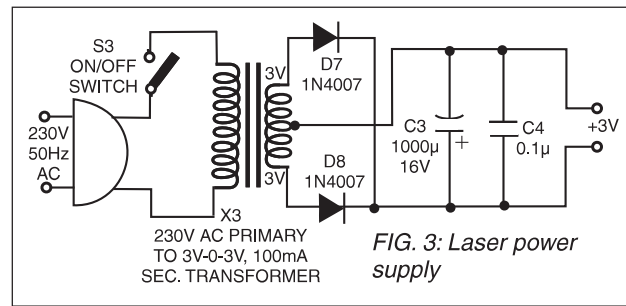 S3
ON/OFF
SWITCH
230V
50Hz
AC
X3
230V AC PRIMARY
TO 3V-0-3V, 100mA
SEC. TRANSFORMER
3V
3V
D7
1N4007
D8
1N4007
C3
1000µ
16V
+
C4
0.1µ
+3V
FIG. 3: Laser power
supply